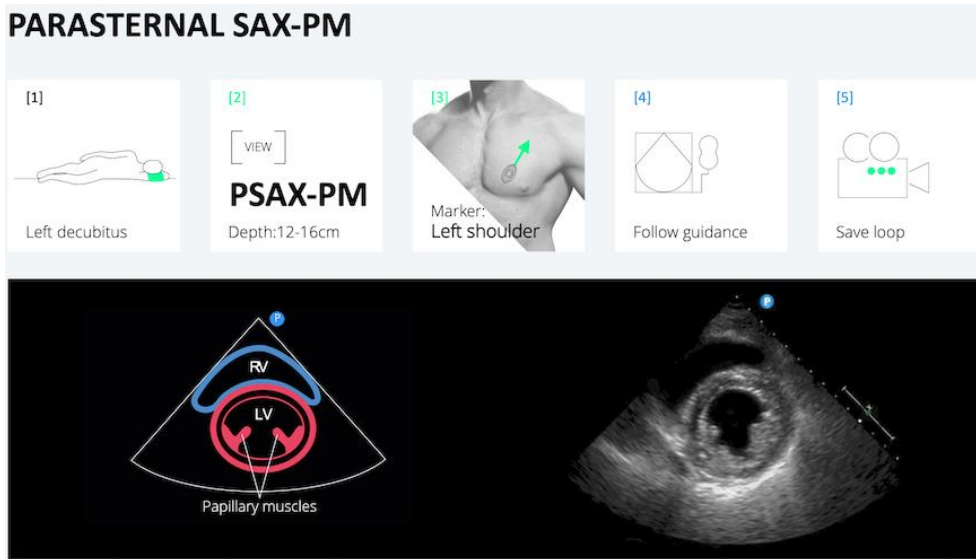 PARASTERNAL SAX-PM
[1]
Left decubitus
[2]
VIEW
PSAX-PM
Depth:12-16cm
[3]
Marker:
Left shoulder
[4]
Follow guidance
[5]
Save loop
P
RV
LV
Papillary muscles
P